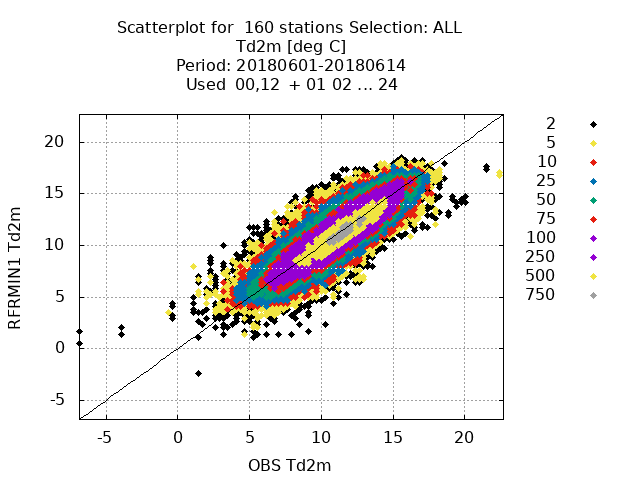 Scatterplot for  160 stations Selection: ALL
Td2m [deg C]
Period: 20180601-20180614
Used  00,12  + 01 02 ... 24
2
5
10
25
50
75
100
250
500
750
20
15
10
5
0
-5
RFRMIN1 Td2m
-5 0 5 10 15 20
OBS Td2m